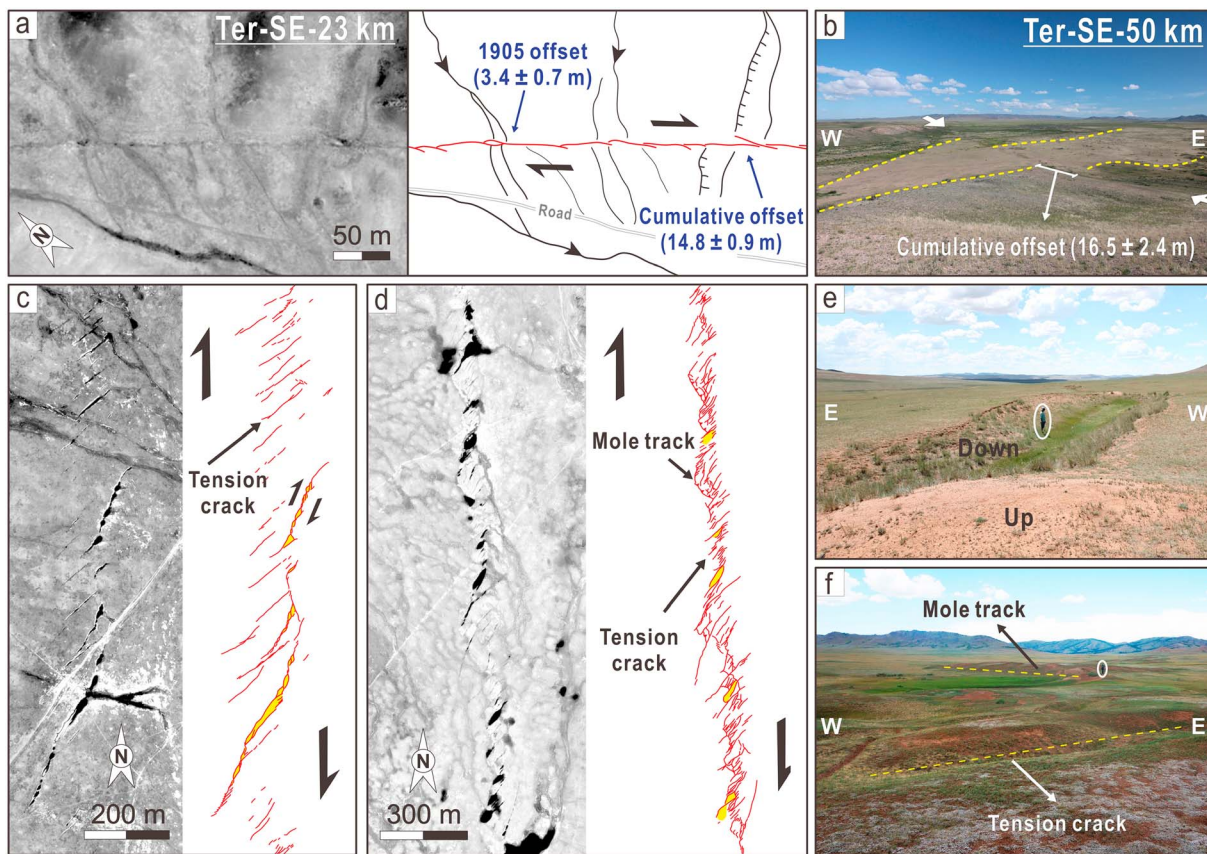 a
Ter-SE-23 km
N
50 m
1905 offset
(3.4 ± 0.7 m)
Road
Cumulative offset
(14.8 ± 0.9 m)
b
Ter-SE-50 km
W
E
Cumulative offset (16.5 ± 2.4 m)
c
Tension
crack
N
200 m
d
Mole track
Tension
crack
N
300 m
e
E
W
Down
Up
f
Mole track
W
E
Tension crack